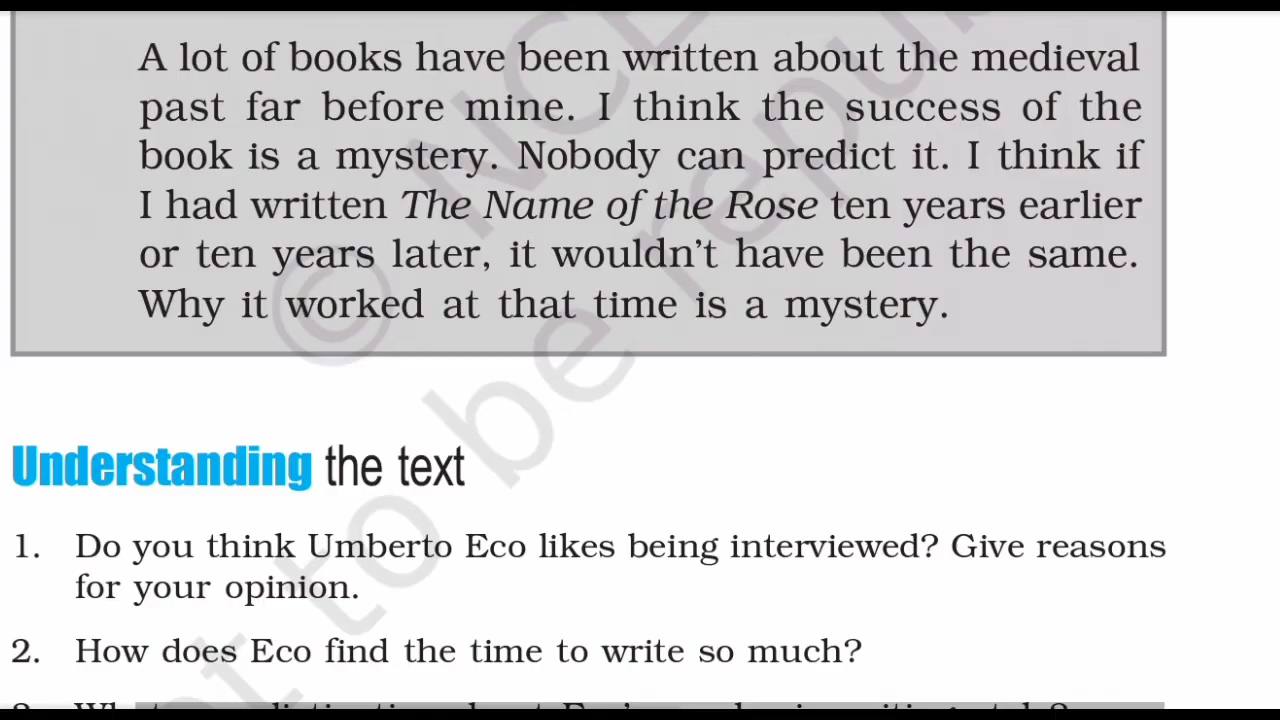 A lot of books have been written about the medieval
past far before mine. I think the success of the
book is a mystery. Nobody can predict it. I think if
I had written The Name of the Rose ten years earlier
or ten years later, it wouldn't have been the same.
Why it worked at that time is a mystery.
Understanding the text
1. Do you think Umberto Eco likes being interviewed? Give reasons
for your opinion.
2. How does Eco find the time to write so much?